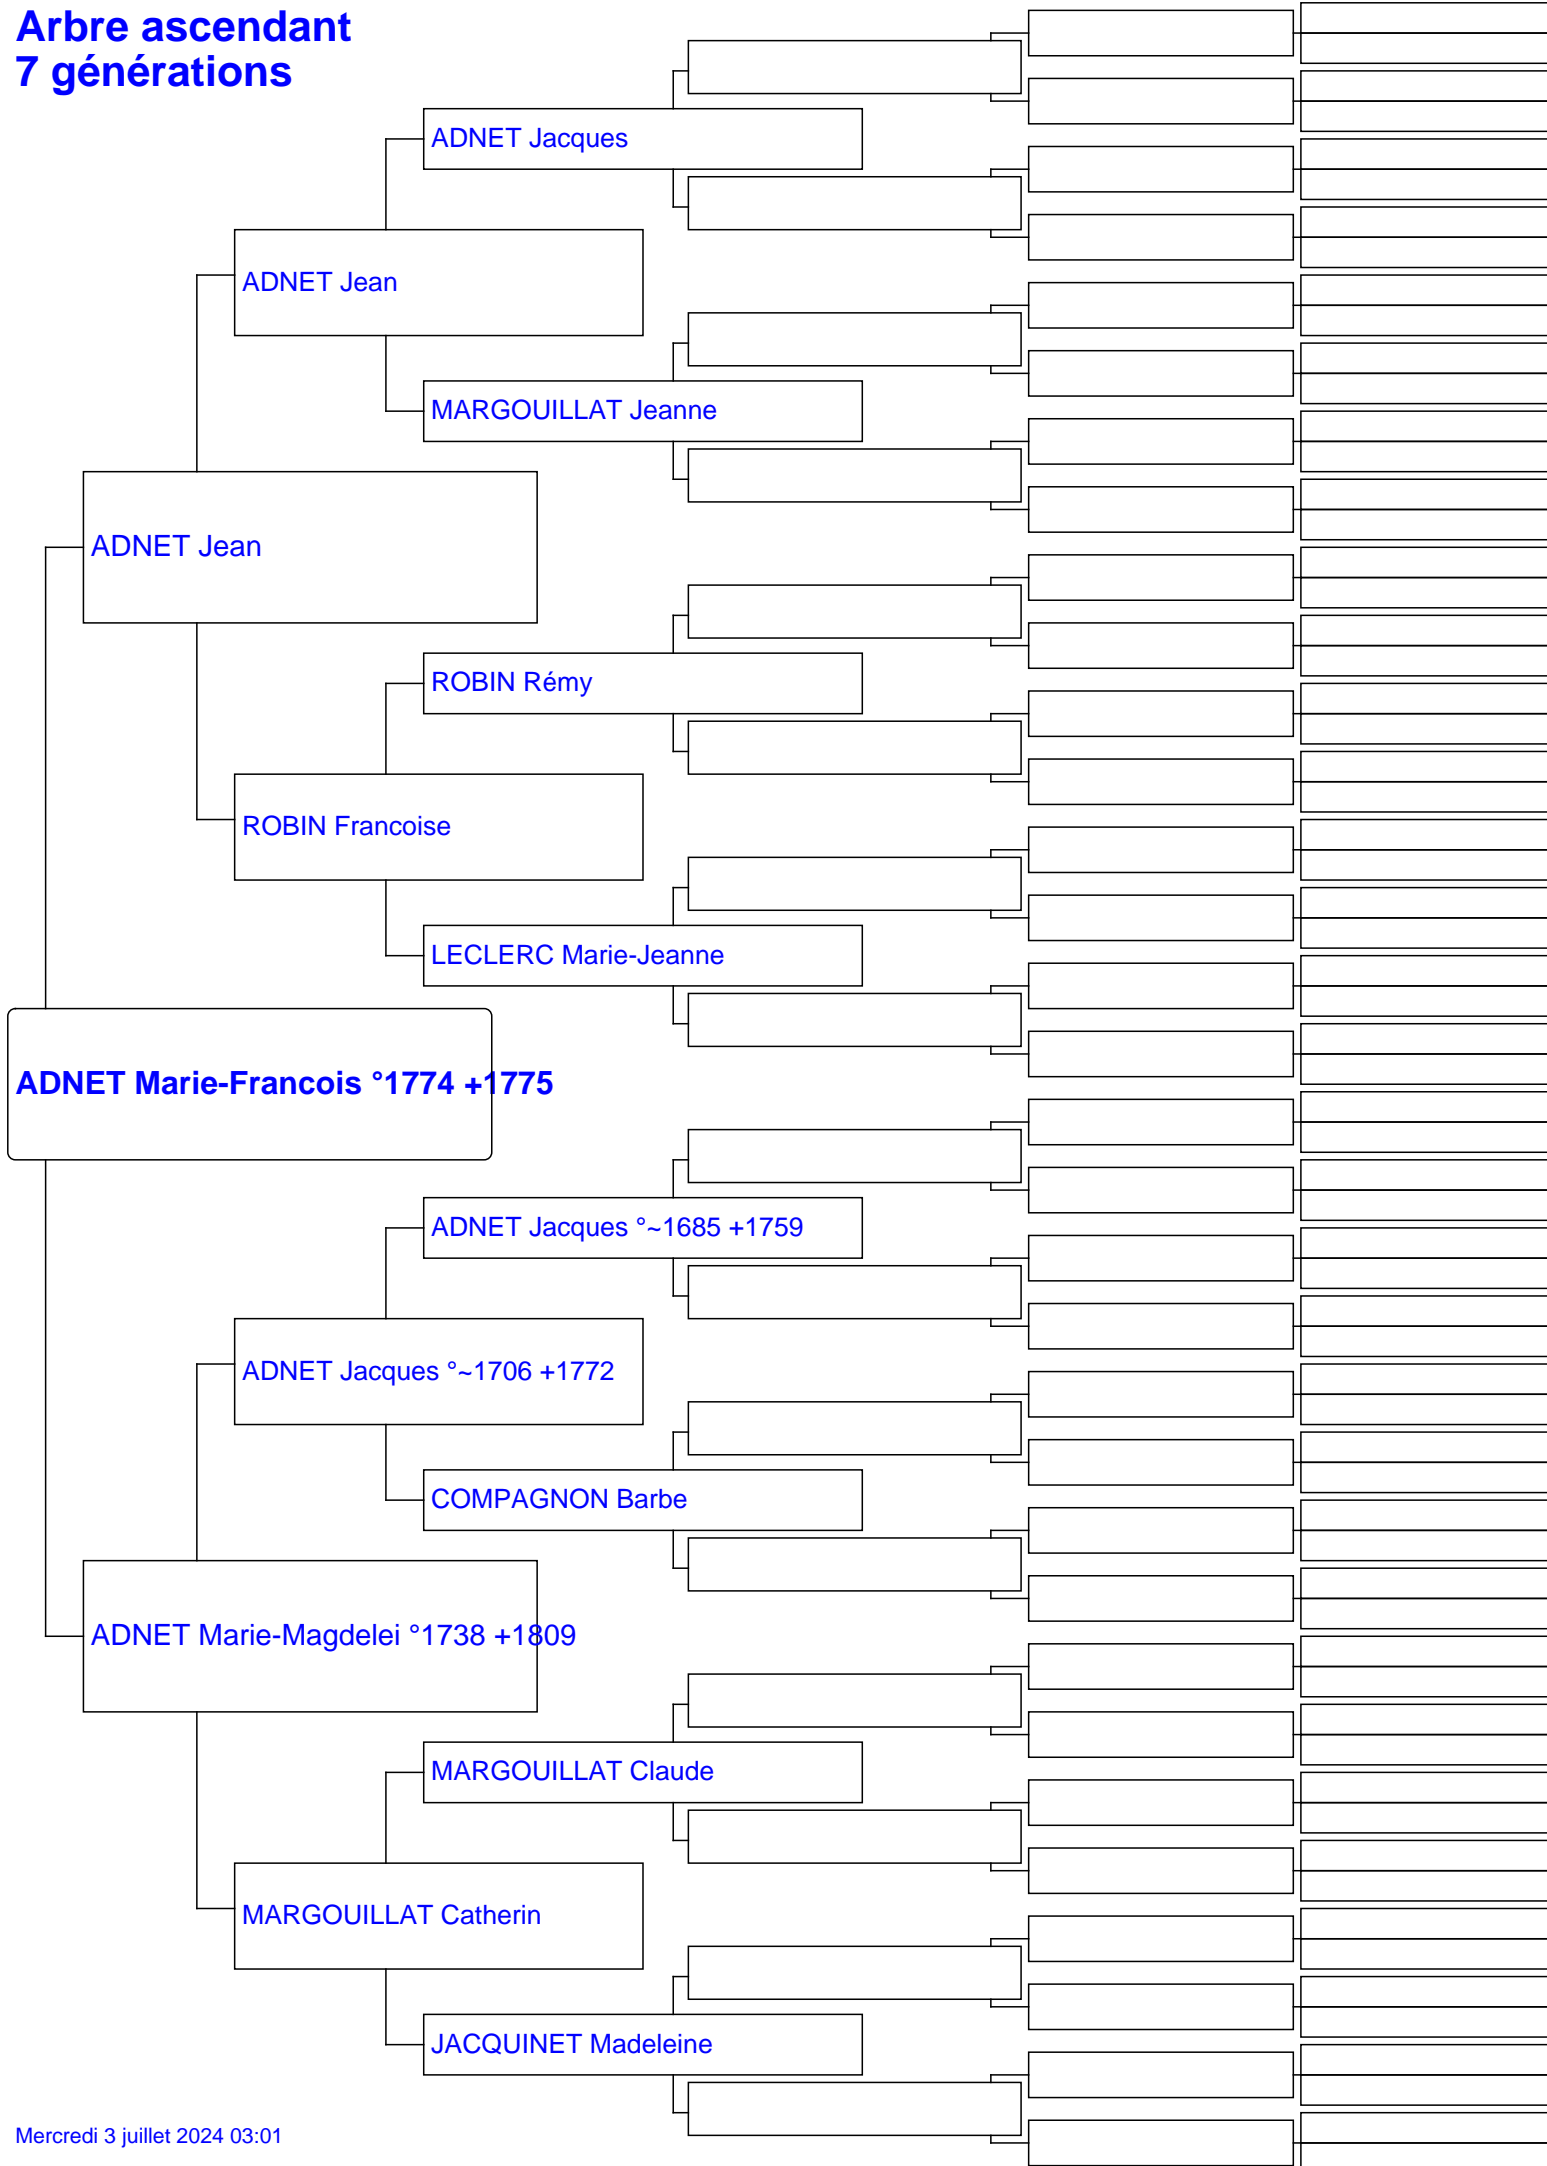 Arbre ascendant
7 générations
ADNET Jacques
ADNET Jean
MARGOUILLAT Jeanne
ADNET Jean
ROBIN Rémy
ROBIN Francoise
LECLERC Marie-Jeanne
ADNET Marie-Francois °1774 +1775
ADNET Jacques °~1685 +1759
ADNET Jacques °~1706 +1772
COMPAGNON Barbe
ADNET Marie-Magdelei °1738 +1809
MARGOUILLAT Claude
MARGOUILLAT Catherin
JACQUINET Madeleine
Mercredi 3 juillet 2024 03:01